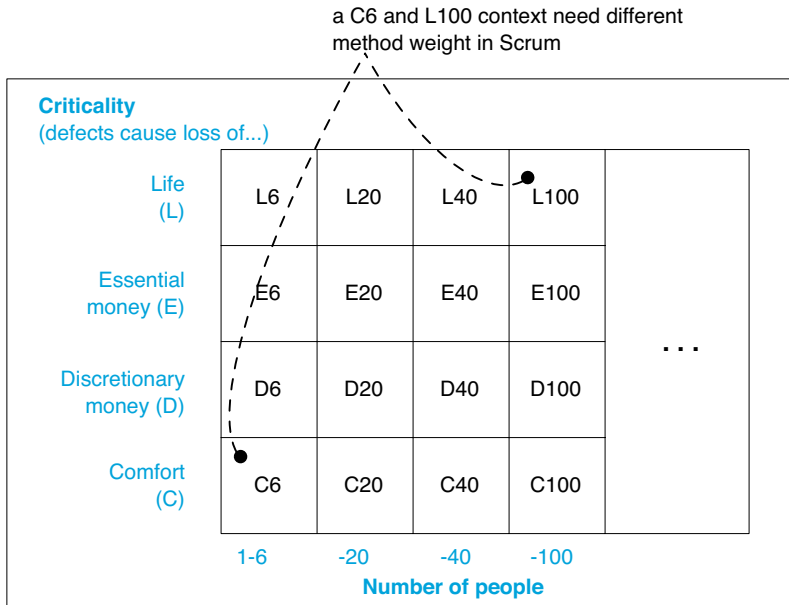 a C6 and L100 context need different
method weight in Scrum
Criticality
(defects cause loss of...)
Life
(L)
L6 L20 L40 L100
Essential
money (E)
E6 E20 E40 E100
...
Discretionary
money (D)
D6 D20 D40 D100
Comfort
(C)
C6 C20 C40 C100
1-6 -20 -40 -100
Number of people